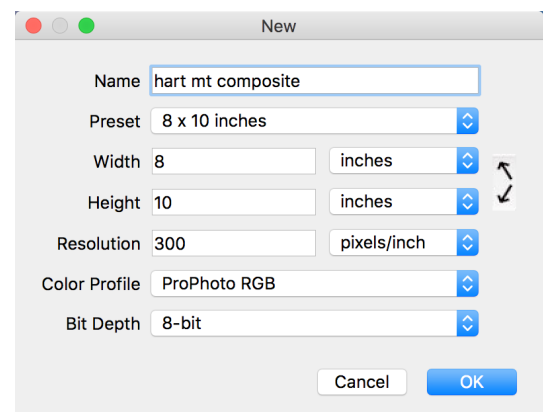 New
Name hart mt composite
Preset 8 x 10 inches
Width 8 inches
Height 10 inches
Resolution 300 pixels/inch
Color Profile ProPhoto RGB
Bit Depth 8-bit
Cancel OK